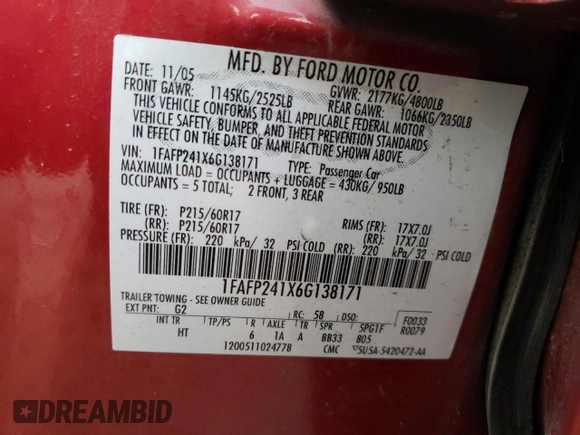 MFD. BY FORD MOTOR CO.
DATE: 11/05 GVWR: 2177KG/4800LB
FRONT GAWR: 1145KG/2525LB REAR GAWR: 1066KG/2350LB
THIS VEHICLE CONFORMS TO ALL APPLICABLE FEDERAL MOTOR
VEHICLE SAFETY, BUMPER, AND THEFT PREVENTION STANDARDS
IN EFFECT ON THE DATE OF MANUFACTURE SHOWN ABOVE.
VIN: 1FAFP241X6G138171 TYPE: Passenger Car
MAXIMUM LOAD = OCCUPANTS + LUGGAGE = 430KG/950LB
OCCUPANTS = 5 TOTAL; 2 FRONT, 3 REAR
TIRE (FR): P215/60R17 RIMS (FR): 17X7.0J
(RR): P215/60R17 (RR): 17X7.0J
PRESSURE (FR): 220 kPa/ 32 PSI COLD (RR): 220 kPa/ 32 PSI COLD
1FAFP241X6G138171
TRAILER TOWING - SEE OWNER GUIDE
EXT PNT: G2 RC: 58 DSO: F0033
R0079
INT TR TP/PS R AXLE TR SPR SPG1F
HT 6 1A A BB33 B05
1200511024778 CMC 5U5A-5420472-AA
DREAMBID